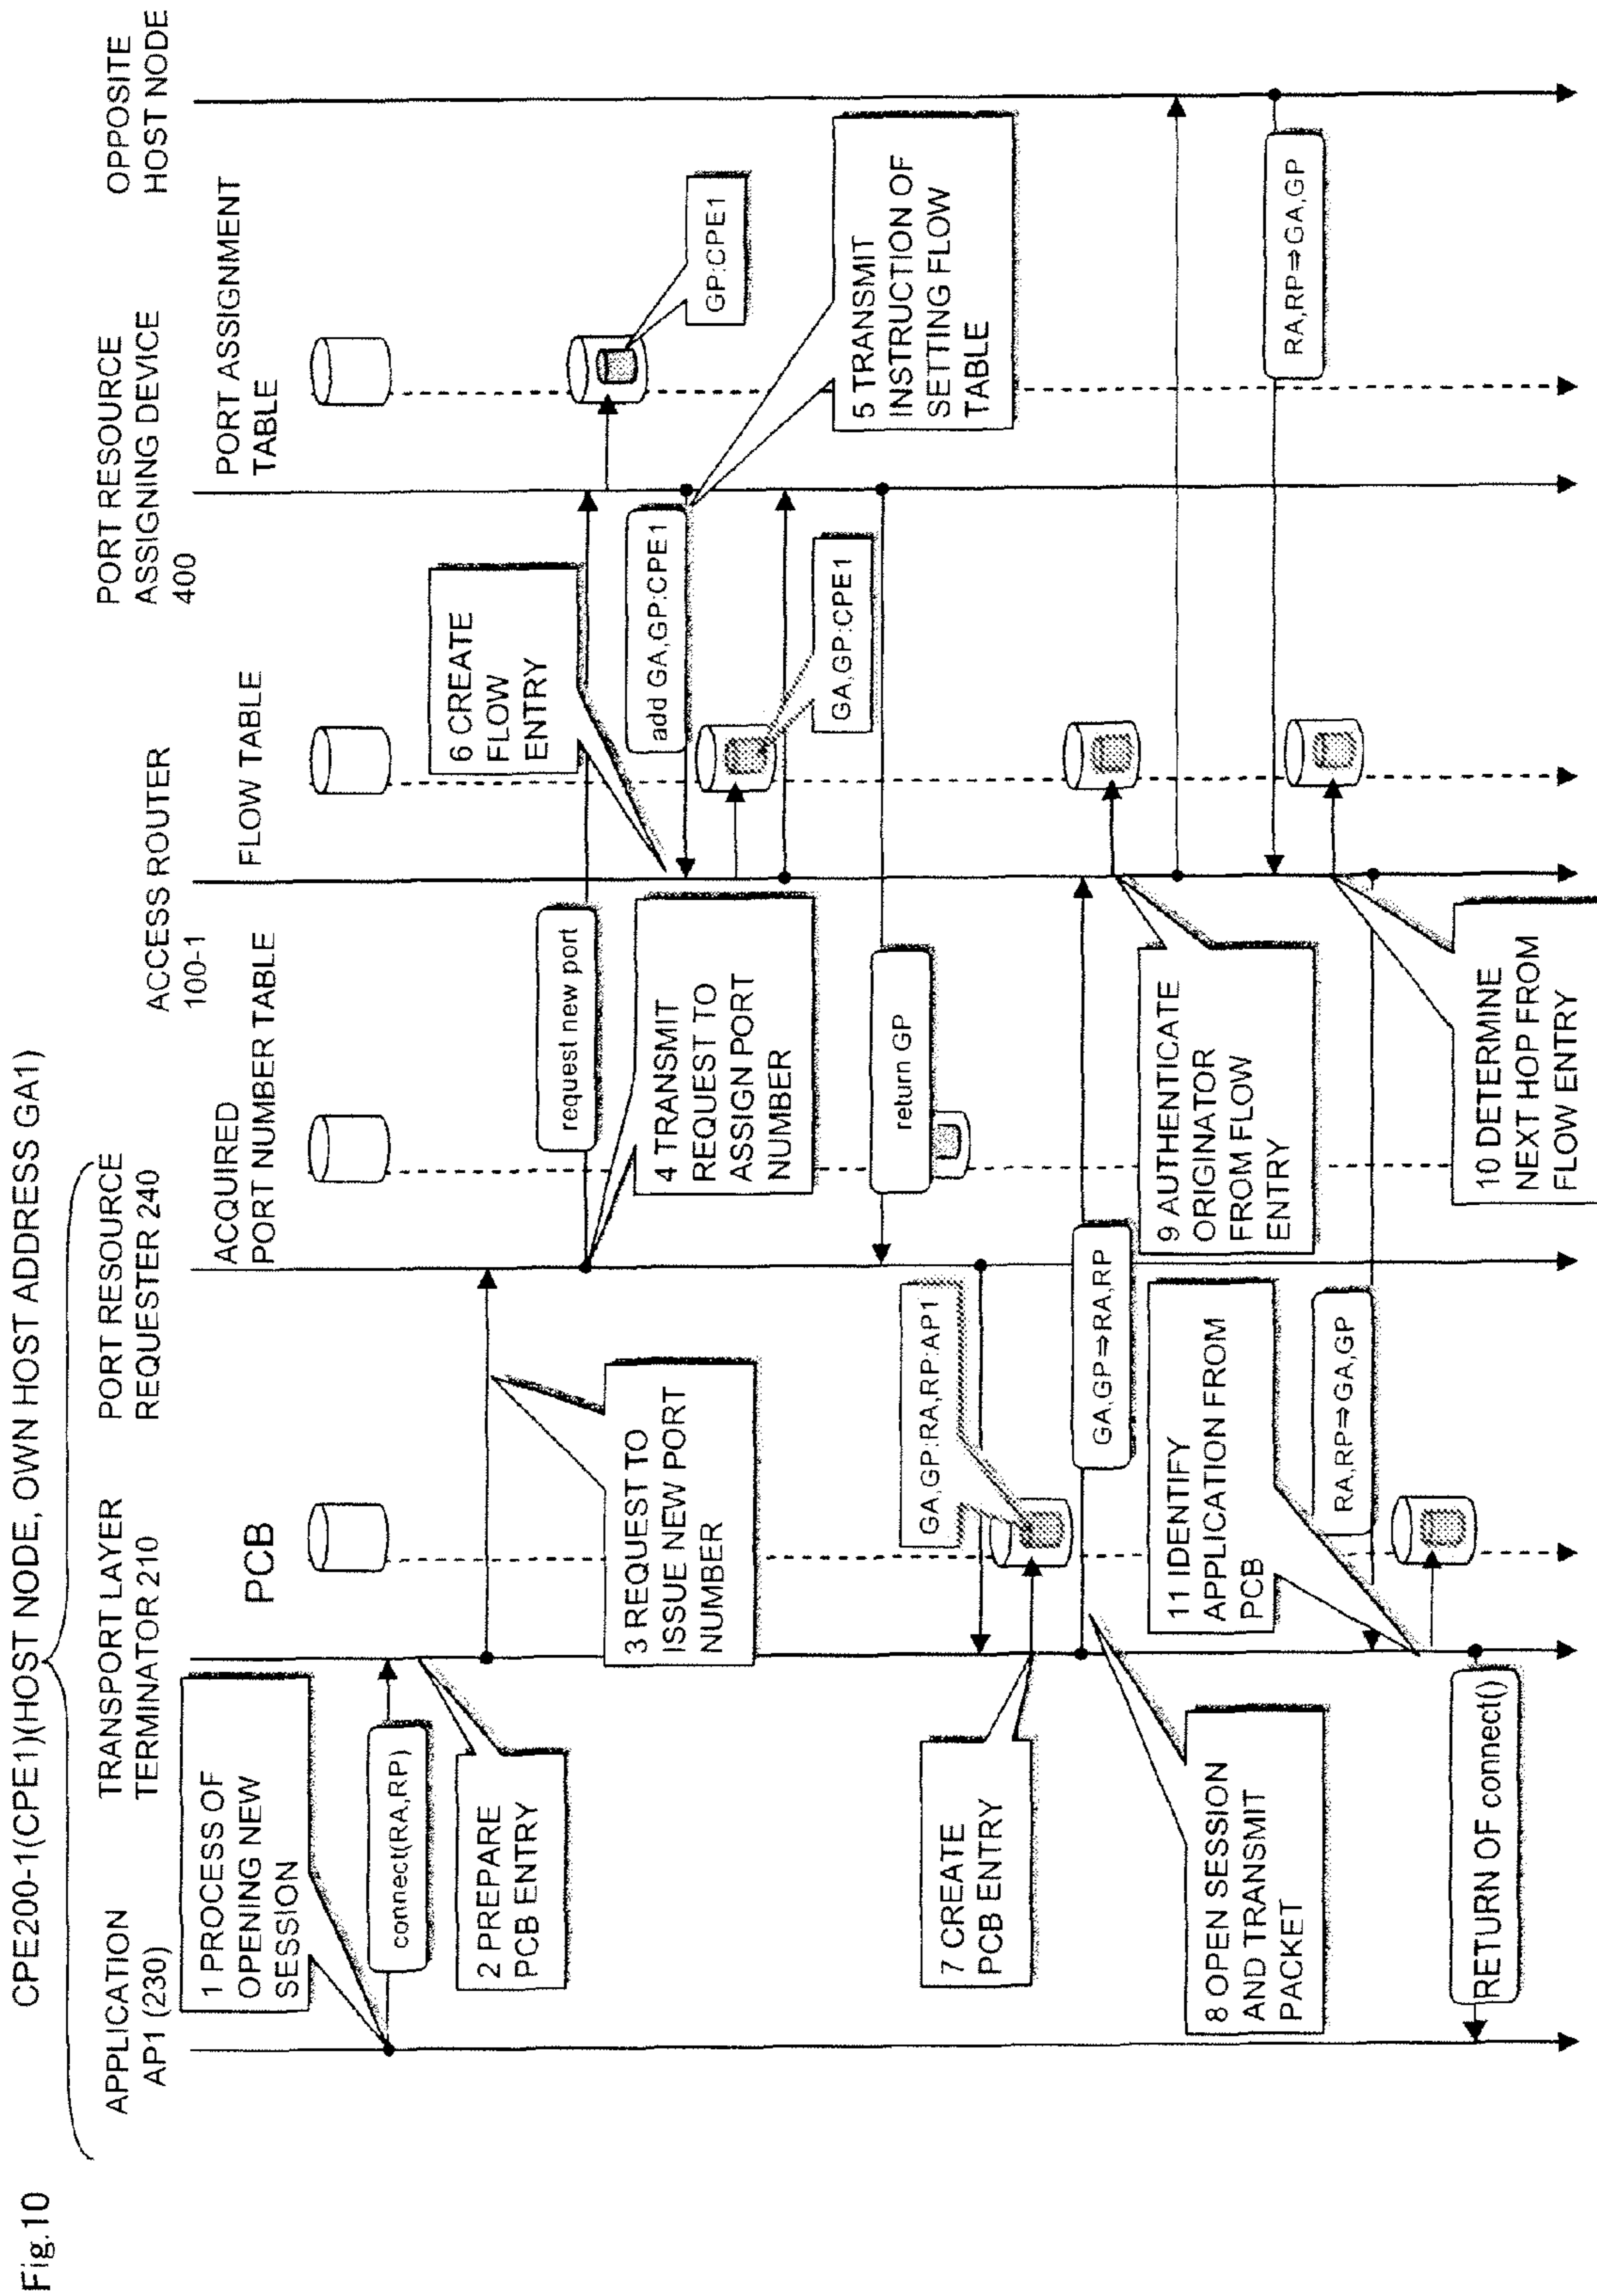 Fig.10
CPE200-1(CPE1)(HOST NODE, OWN HOST ADDRESS GA1)
APPLICATION
AP1 (230)
TRANSPORT LAYER
TERMINATOR 210
PORT RESOURCE
REQUESTER 240
ACCESS ROUTER
100-1
PORT RESOURCE
ASSIGNING DEVICE
400
OPPOSITE
HOST NODE
PCB
ACQUIRED
PORT NUMBER TABLE
FLOW TABLE
PORT ASSIGNMENT
TABLE
1 PROCESS OF
OPENING NEW
SESSION
connect(RA,RP)
2 PREPARE
PCB ENTRY
3 REQUEST TO
ISSUE NEW PORT
NUMBER
request new port
4 TRANSMIT
REQUEST TO
ASSIGN PORT
NUMBER
GP:CPE1
5 TRANSMIT
INSTRUCTION OF
SETTING FLOW
TABLE
add GA,GP:CPE1
6 CREATE
FLOW
ENTRY
GA,GP:CPE1
return GP
GA,GP:RA,RP:AP1
7 CREATE
PCB ENTRY
8 OPEN SESSION
AND TRANSMIT
PACKET
GA,GP⇒RA,RP
9 AUTHENTICATE
ORIGINATOR
FROM FLOW
ENTRY
RA,RP⇒GA,GP
10 DETERMINE
NEXT HOP FROM
FLOW ENTRY
RA,RP⇒GA,GP
11 IDENTIFY
APPLICATION FROM
PCB
RETURN OF connect()